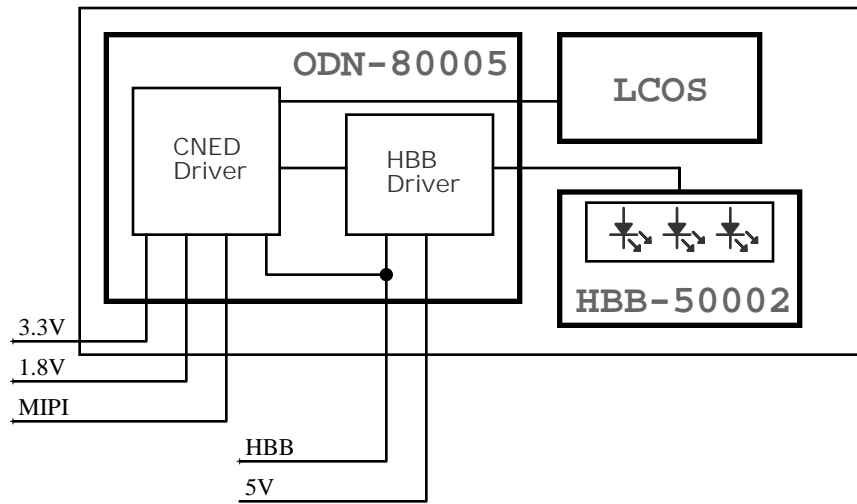 ODN-80005
LCOS
CNED
Driver
HBB
Driver
HBB-50002
3.3V
1.8V
MIPI
HBB
5V